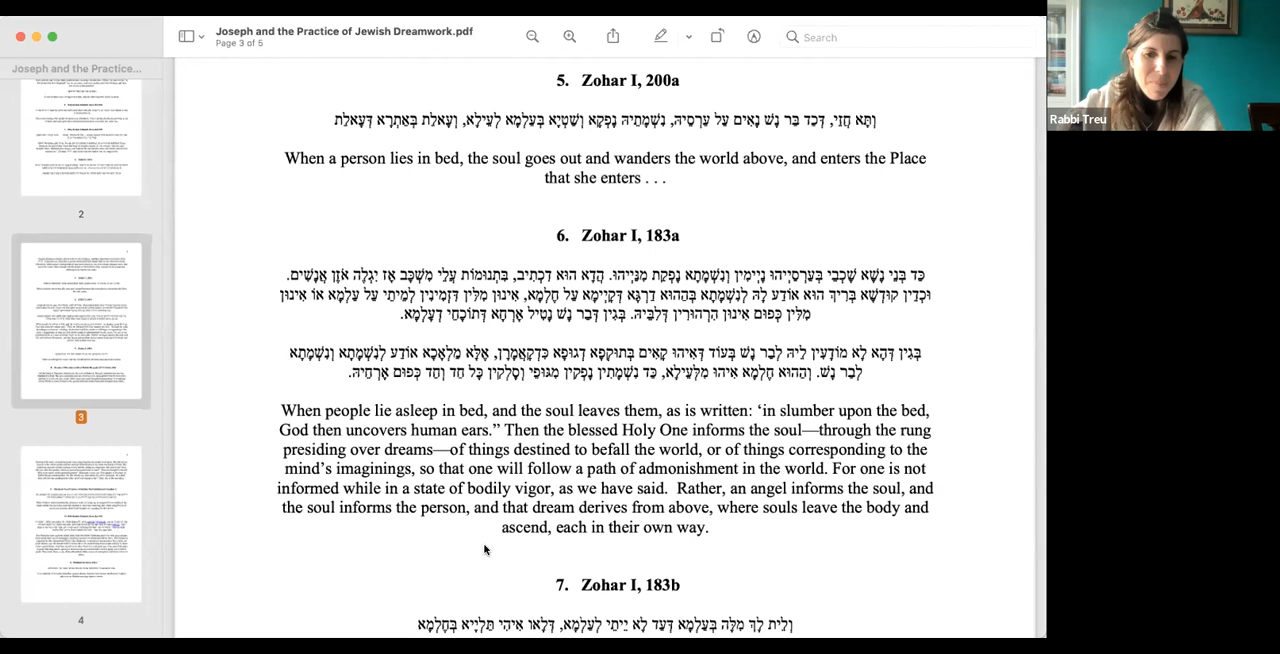 Joseph and the Practice of Jewish Dreamwork.pdf
Page 3 of 5
Search
Joseph and the Practice...
2
3
4
5. Zohar I, 200a
וְתָּא חֲזֵי, דְּכַד בַּר נָשׁ נָאִים עַל עַרְסֵיהּ, נִשְׁמָתֵיהּ נָפְקָא וְשָׁטְיָא בְּעָלְמָא לְעֵילָא, וְעָאלַת בְּאַתְרָא דְּעָאלַת
When a person lies in bed, the soul goes out and wanders the world above, and enters the Place
that she enters . . .
6. Zohar I, 183a
כַּד בְּנֵי נָשָׁא שָׁכְבֵי בְּעַרְסַיְיהוּ נָיְימִין וְנִשְׁמָתָא נָפְקַת מִנַּיְיהוּ. הֲדָא הוּא דִכְתִיב, בִּתְנוּמוֹת עֲלֵי מִשְׁכָּב אָז יִגְלֶה אֹזֶן אֲנָשִׁים.
וּכְדֵין קוּדְשָׁא בְּרִיךְ הוּא אוֹדַע לָהּ לְנִשְׁמָתָא בְּהַהוּא דַרְגָּא דְּקָיְימָא עַל חֶלְמָא, אִינוּן מִלִּין דִּזְמִינִין לְמֵיתֵי עַל עָלְמָא אוֹ אִינוּן
מִלִּין כְּפוּם אִינוּן הִרְהוּרִין דְּלִבֵּיהּ. בְּגִין דְּבַר נָשׁ נָטִיל אָרְחָא דְּתוֹכְחֵי דְעָלְמָא.
בְּגִין דְּהָא לָא מוֹדְעִין לֵיהּ לְבַר נָשׁ בְּעוֹד דְּאִיהוּ קָאִים בְּתוּקְפָא דְגוּפָא כִּדְקָאֲמָרָן, אֶלָּא מַלְאָכָא אוֹדַע לְנִשְׁמָתָא וְנִשְׁמָתָא
לְבַר נָשׁ. וְהַהוּא חֶלְמָא אִיהוּ מִלְּעֵילָא, כַּד נִשְׁמָתִין נָפְקִין מִגּוּפֵי וְסָלְקִין כָּל חַד וְחַד כְּפוּם אָרְחֵיהּ.
When people lie asleep in bed, and the soul leaves them, as is written: ‘in slumber upon the bed,
God then uncovers human ears.” Then the blessed Holy One informs the soul—through the rung
presiding over dreams—of things destined to befall the world, or of things corresponding to the
mind’s imaginings, so that one will follow a path of admonishment in the world. For one is not
informed while in a state of bodily vigor, as we have said. Rather, an angel informs the soul, and
the soul informs the person, and that dream derives from above, where souls leave the body and
ascend, each in their own way.
7. Zohar I, 183b
וְלֵית לָךְ מִלָּה בְּעָלְמָא דְּעַד לָא יֵיתֵי לְעָלְמָא, דְּלָאו אִיהִי תַּלְיָיא בְּחֶלְמָא
Rabbi Treu